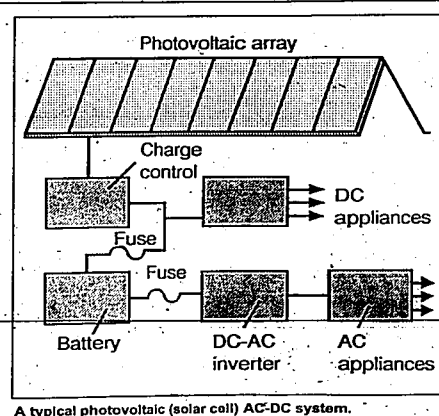 Photovoltaic array
Charge
control
DC
appliances
Fuse
Fuse
Battery
DC-AC
inverter
AC
appliances
A typical photovoltaic (solar cell) AC-DC system.